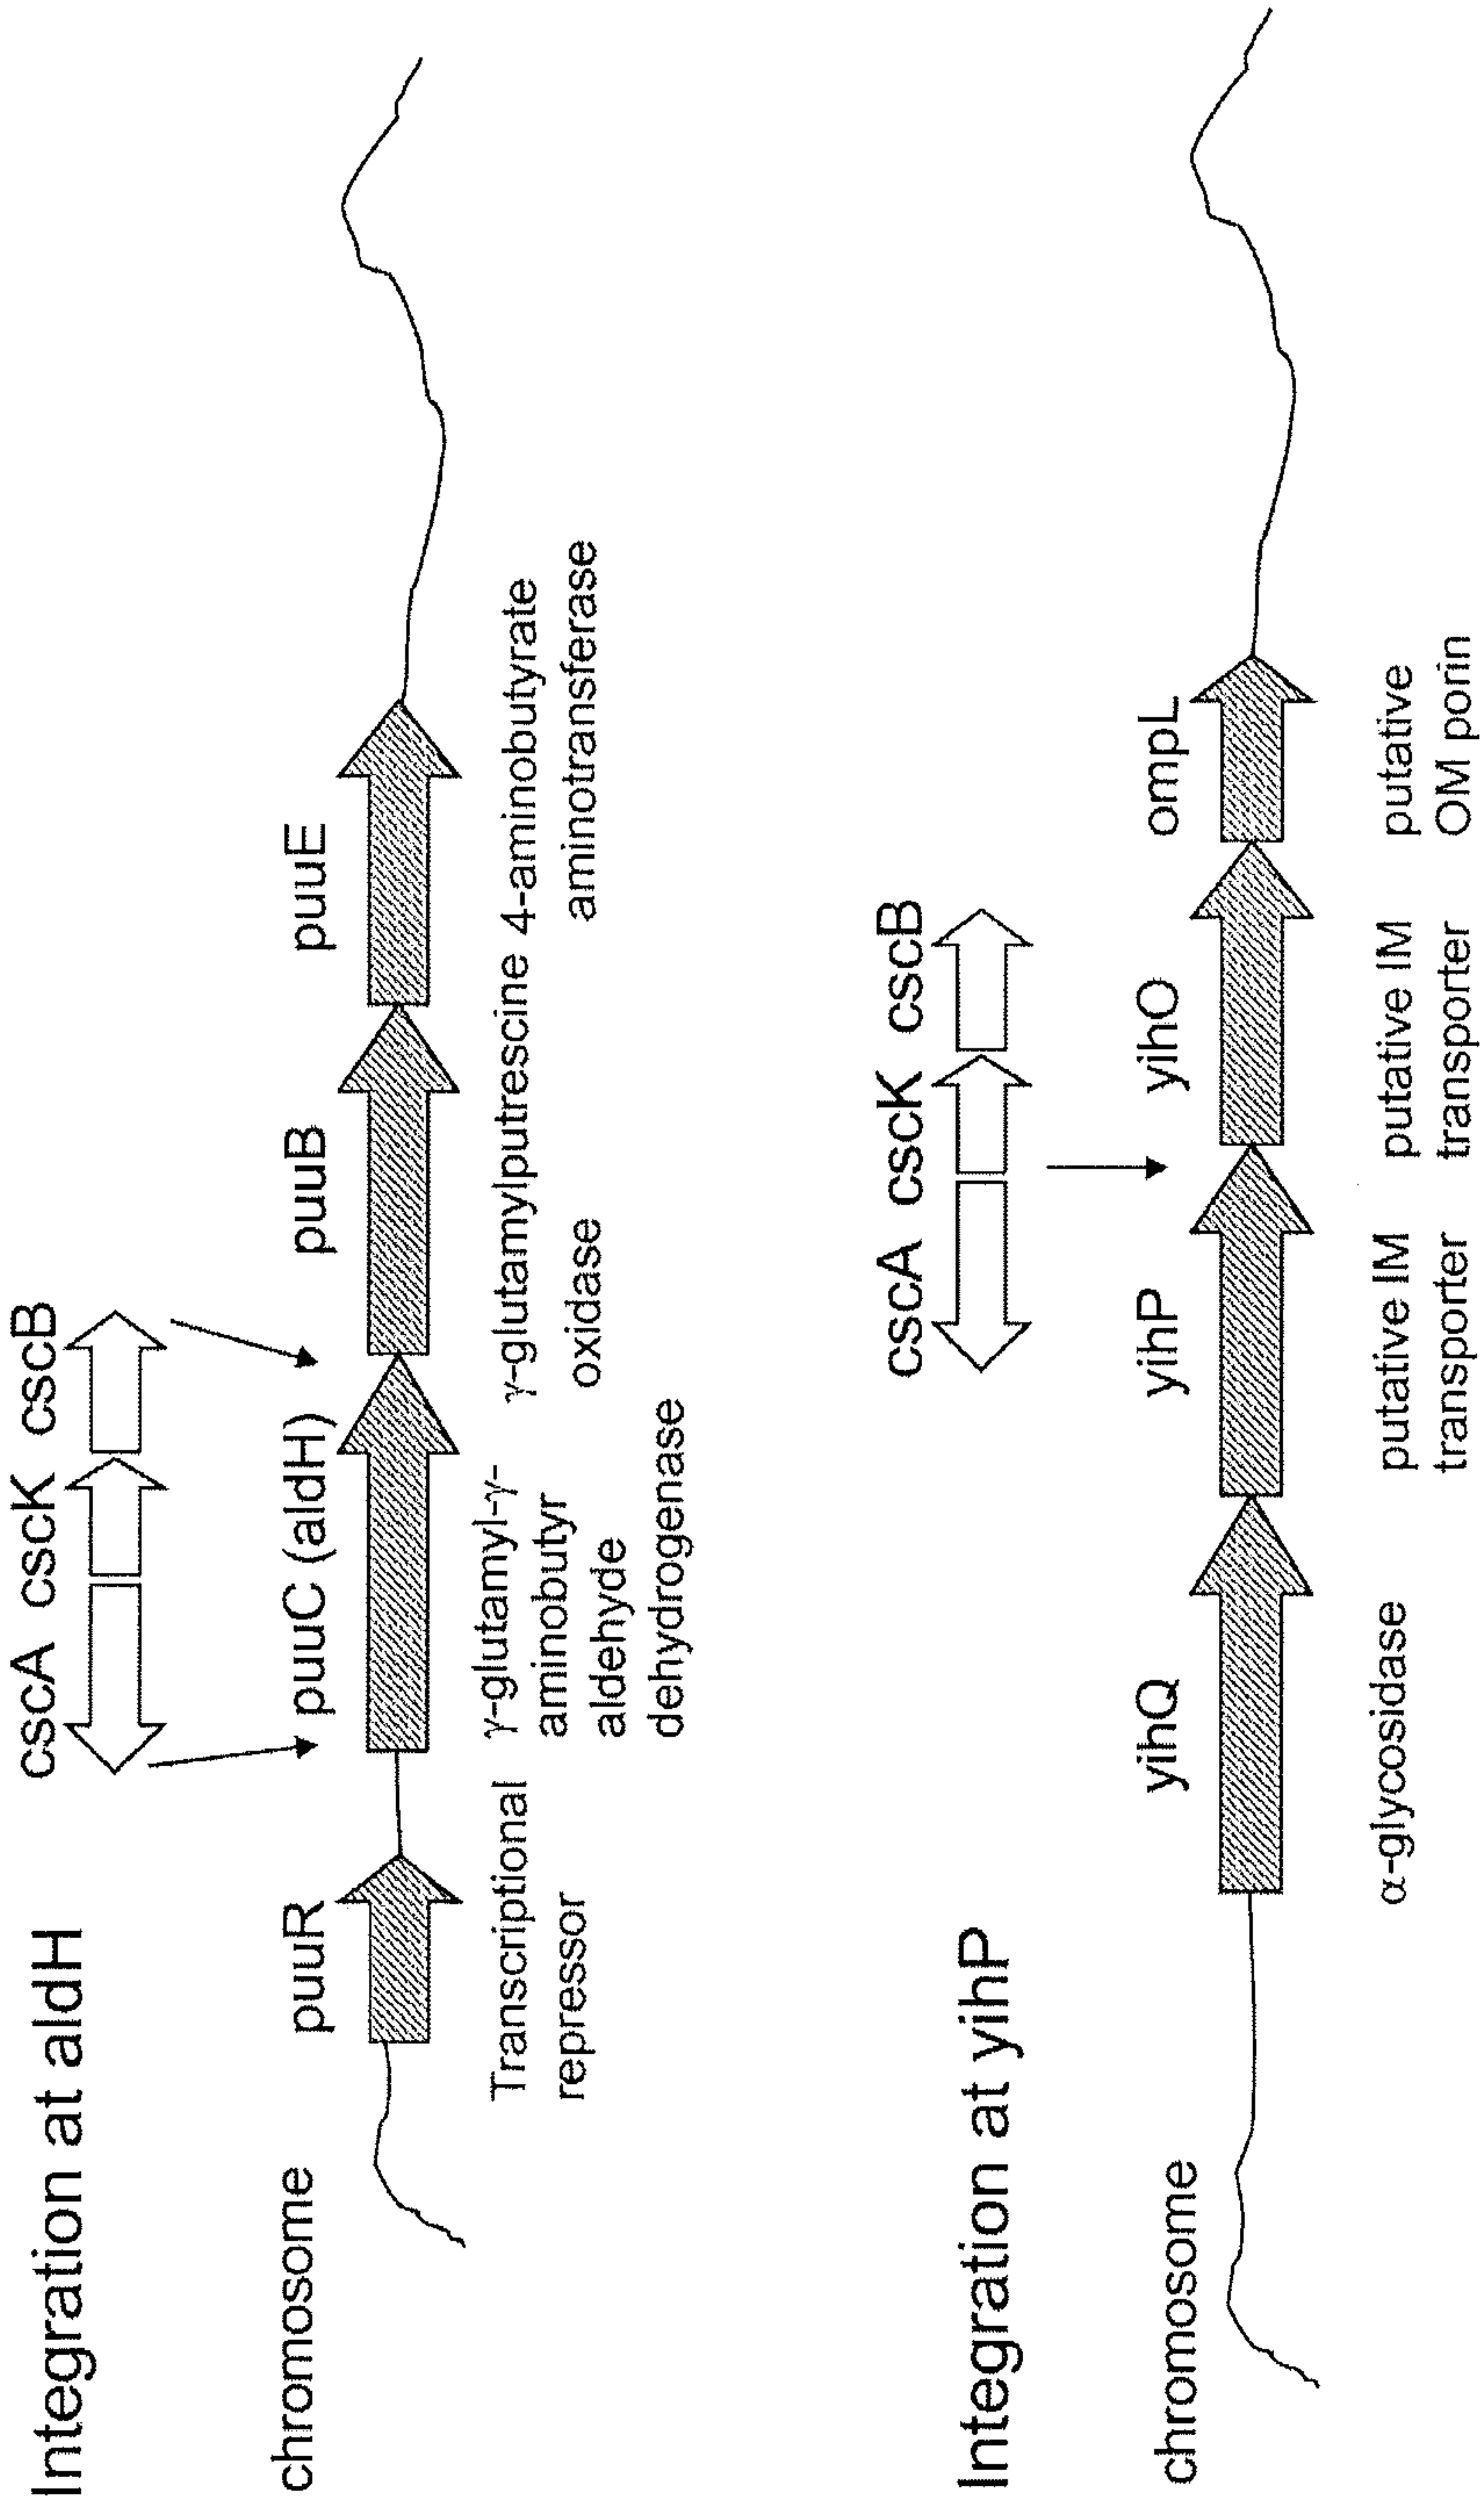 Integration at aldH
cscA cscK cscB
chromosome
puuR
puuC (aldH)
puuB
puuE
Transcriptional
repressor
γ-glutamyl-γ-
aminobutyr
aldehyde
dehydrogenase
γ-glutamylputrescine
oxidase
4-aminobutyrate
aminotransferase
Integration at yihP
cscA cscK cscB
chromosome
yihQ
yihP
yihO
ompL
α-glycosidase
putative IM
transporter
putative IM
transporter
putative
OM porin